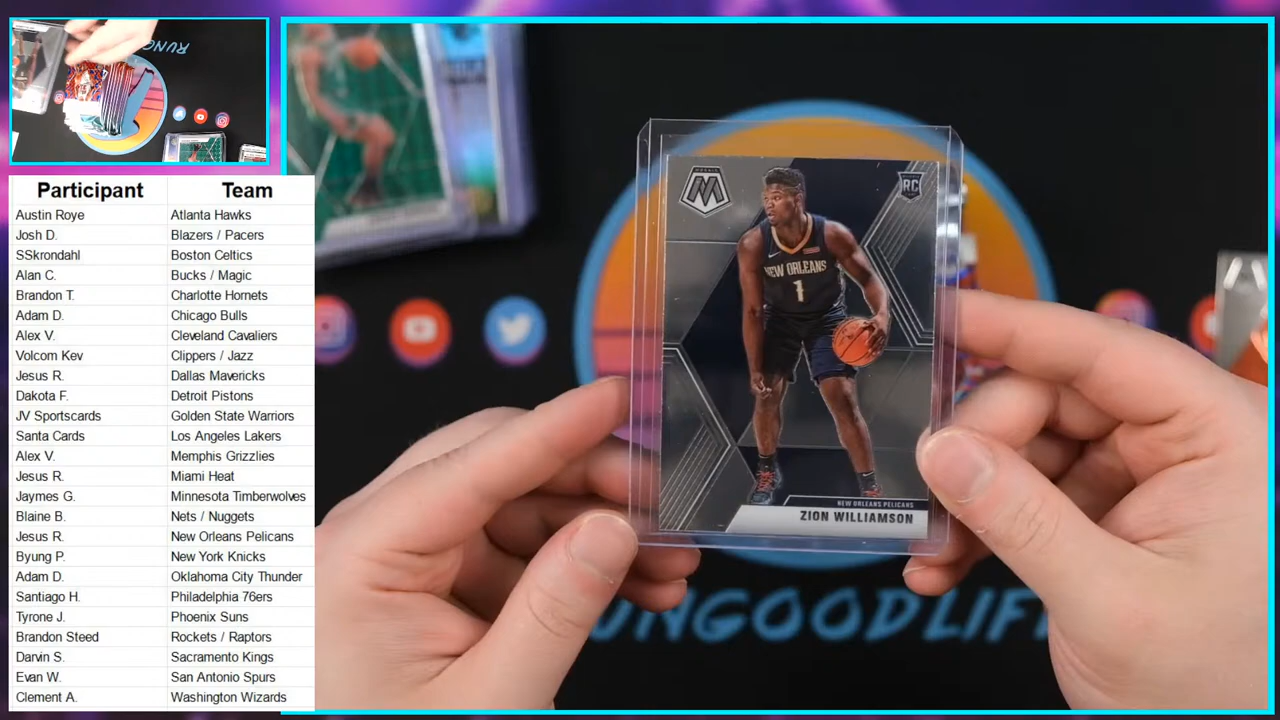 RUNGOOD
Participant Team
Austin Roye Atlanta Hawks
Josh D. Blazers / Pacers
SSkrondahl Boston Celtics
Alan C. Bucks / Magic
Brandon T. Charlotte Hornets
Adam D. Chicago Bulls
Alex V. Cleveland Cavaliers
Volcom Kev Clippers / Jazz
Jesus R. Dallas Mavericks
Dakota F. Detroit Pistons
JV Sportscards Golden State Warriors
Santa Cards Los Angeles Lakers
Alex V. Memphis Grizzlies
Jesus R. Miami Heat
Jaymes G. Minnesota Timberwolves
Blaine B. Nets / Nuggets
Jesus R. New Orleans Pelicans
Byung P. New York Knicks
Adam D. Oklahoma City Thunder
Santiago H. Philadelphia 76ers
Tyrone J. Phoenix Suns
Brandon Steed Rockets / Raptors
Darvin S. Sacramento Kings
Evan W. San Antonio Spurs
Clement A. Washington Wizards
MOSAIC
M
RC
NEW ORLEANS
1
NEW ORLEANS PELICANS
ZION WILLIAMSON
UNGOODLIF